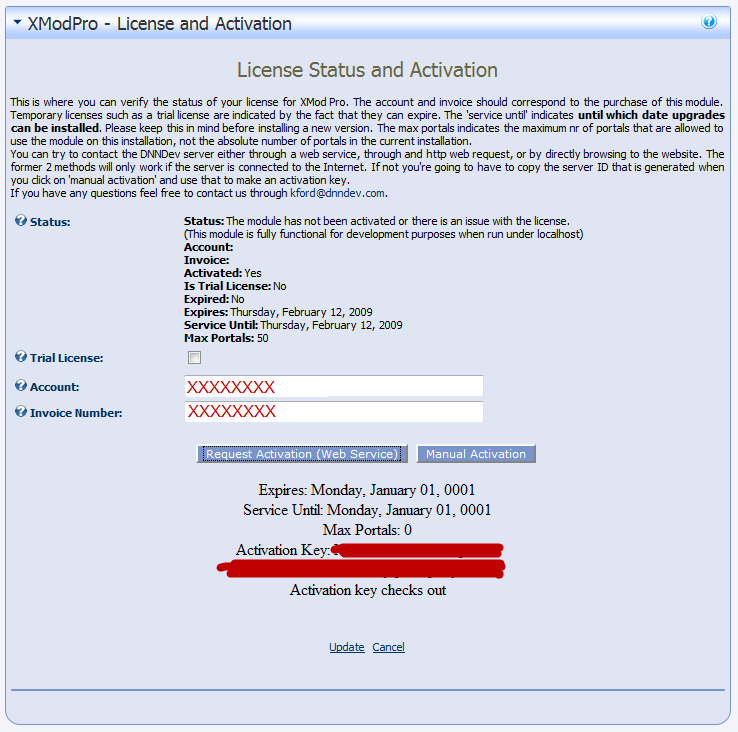 XModPro - License and Activation
License Status and Activation
This is where you can verify the status of your license for XMod Pro. The account and invoice should correspond to the purchase of this module.
Temporary licenses such as a trial license are indicated by the fact that they can expire. The 'service until' indicates until which date upgrades
can be installed. Please keep this in mind before installing a new version. The max portals indicates the maximum nr of portals that are allowed to
use the module on this installation, not the absolute number of portals in the current installation.
You can try to contact the DNNDev server either through a web service, through and http web request, or by directly browsing to the website. The
former 2 methods will only work if the server is connected to the Internet. If not you're going to have to copy the server ID that is generated when
you click on 'manual activation' and use that to make an activation key.
If you have any questions feel free to contact us through kford@dnndev.com.
Status: Status: The module has not been activated or there is an issue with the license.
(This module is fully functional for development purposes when run under localhost)
Account:
Invoice:
Activated: Yes
Is Trial License: No
Expired: No
Expires: Thursday, February 12, 2009
Service Until: Thursday, February 12, 2009
Max Portals: 50
Trial License:
Account: XXXXXXXX
Invoice Number: XXXXXXXX
Request Activation (Web Service) Manual Activation
Expires: Monday, January 01, 0001
Service Until: Monday, January 01, 0001
Max Portals: 0
Activation Key:
Activation key checks out
Update Cancel